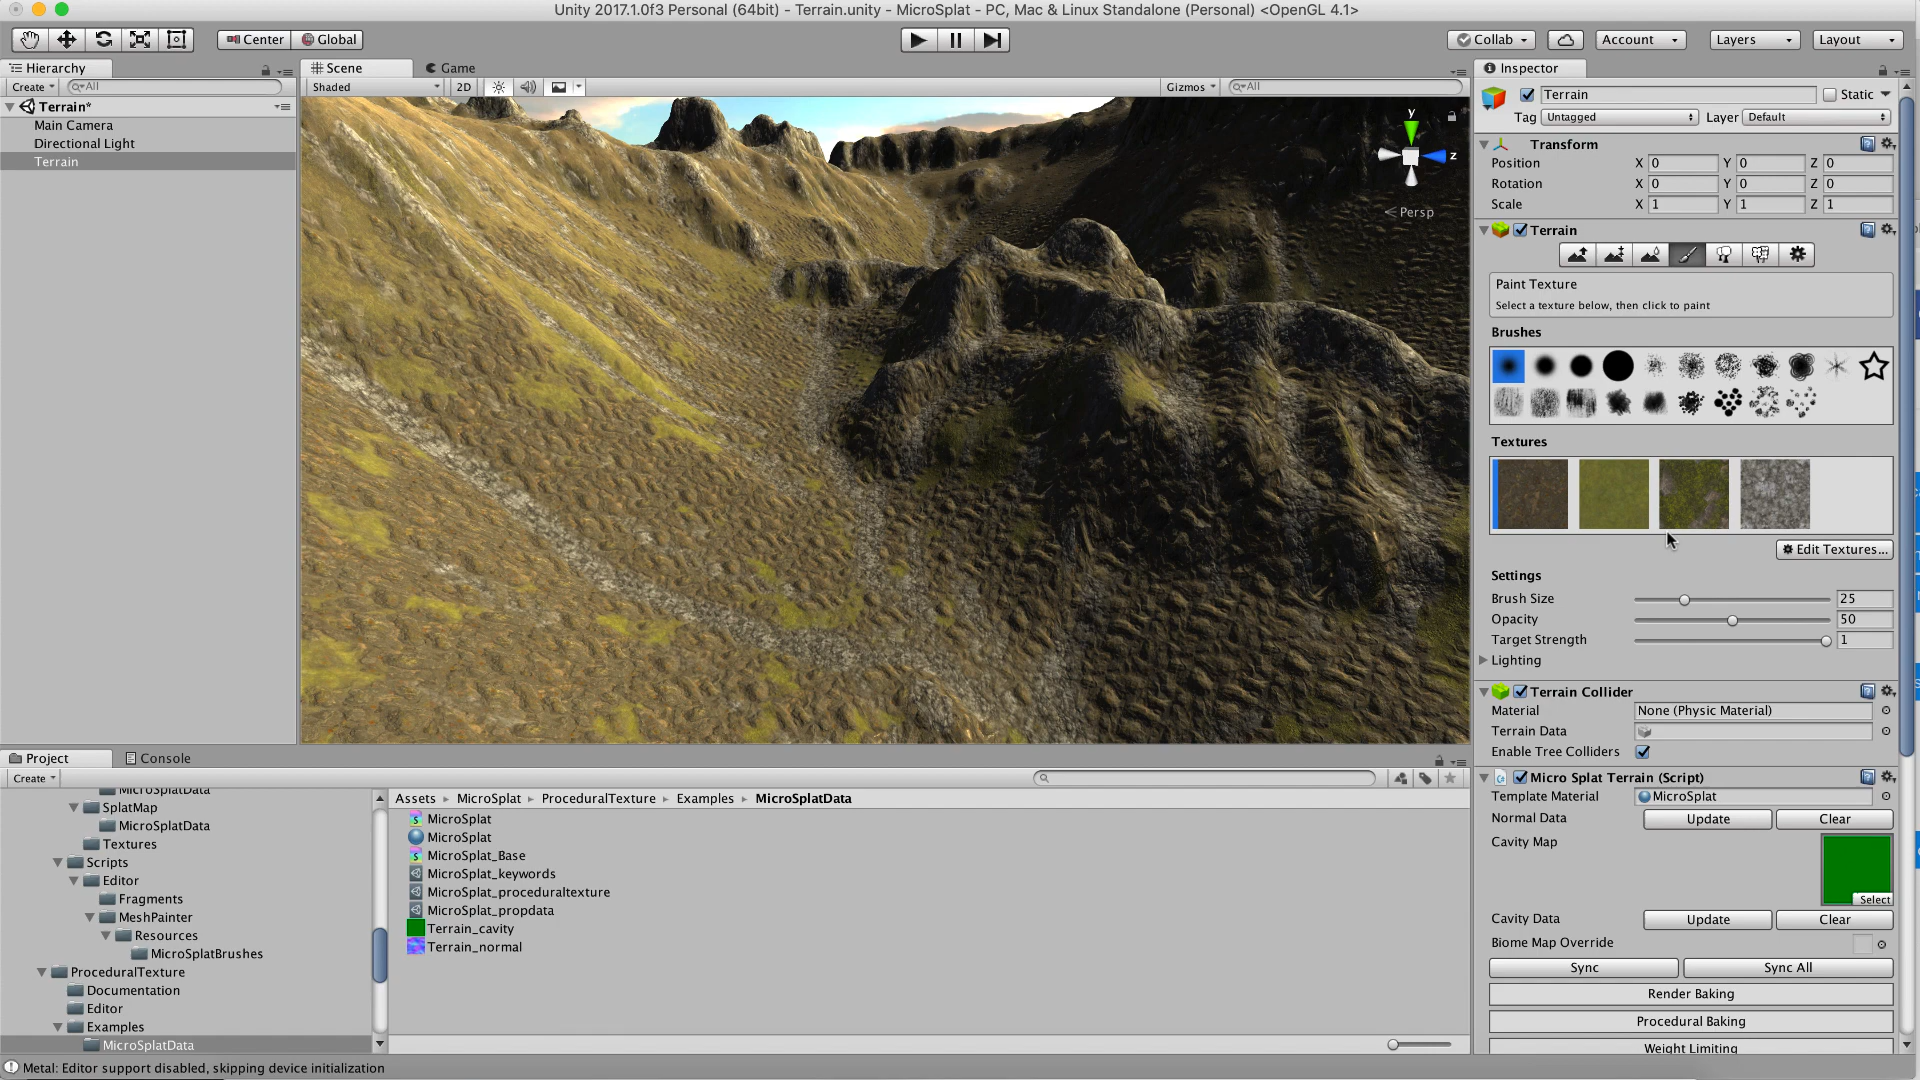 Unity 2017.1.0f3 Personal (64bit) - Terrain.unity - MicroSplat - PC, Mac & Linux Standalone (Personal) <OpenGL 4.1>
Center Global Collab Account Layers Layout
Hierarchy
Create All
Terrain*
Main Camera
Directional Light
Terrain
Scene Game
Shaded 2D Gizmos All
y
z
Persp
Inspector
Terrain Static
Tag Untagged Layer Default
Transform
Position X 0 Y 0 Z 0
Rotation X 0 Y 0 Z 0
Scale X 1 Y 1 Z 1
Terrain
Paint Texture
Select a texture below, then click to paint
Brushes
Textures
Edit Textures...
Settings
Brush Size 25
Opacity 50
Target Strength 1
Lighting
Terrain Collider
Material None (Physic Material)
Terrain Data
Enable Tree Colliders
Micro Splat Terrain (Script)
Template Material MicroSplat
Normal Data Update Clear
Cavity Map
Select
Cavity Data Update Clear
Biome Map Override
Sync Sync All
Render Baking
Procedural Baking
Weight Limiting
Project Console
Create
MicroSplatData
SplatMap
MicroSplatData
Textures
Scripts
Editor
Fragments
MeshPainter
Resources
MicroSplatBrushes
ProceduralTexture
Documentation
Editor
Examples
MicroSplatData
Assets MicroSplat ProceduralTexture Examples MicroSplatData
MicroSplat
MicroSplat
MicroSplat_Base
MicroSplat_keywords
MicroSplat_proceduraltexture
MicroSplat_propdata
Terrain_cavity
Terrain_normal
Metal: Editor support disabled, skipping device initialization